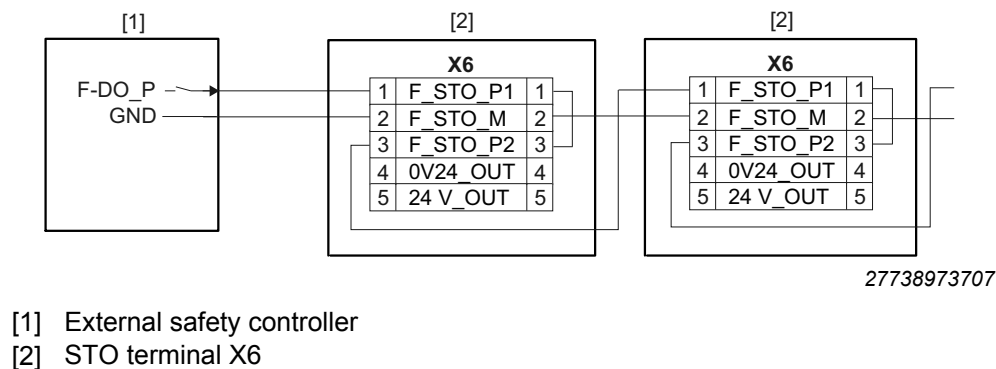 [1] [2] [2]
X6 X6
F-DO_P 1 F_STO_P1 1 1 F_STO_P1 1
GND 2 F_STO_M 2 2 F_STO_M 2
3 F_STO_P2 3 3 F_STO_P2 3
4 0V24_OUT 4 4 0V24_OUT 4
5 24 V_OUT 5 5 24 V_OUT 5
27738973707
[1] External safety controller
[2] STO terminal X6